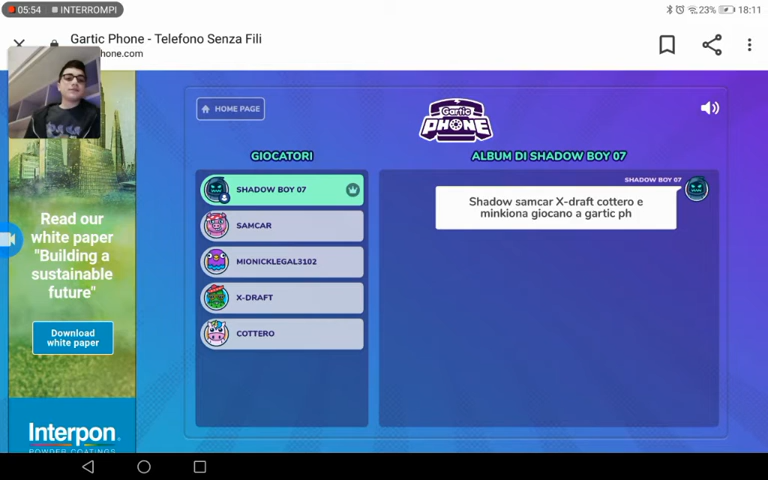 05:54 INTERROMPI
23% 18:11
Gartic Phone - Telefono Senza Fili
hone.com
HOME PAGE
Gartic
PHONE
GIOCATORI
ALBUM DI SHADOW BOY 07
SHADOW BOY 07
SAMCAR
MIONICKLEGAL3102
X-DRAFT
COTTERO
SHADOW BOY 07
Shadow samcar X-draft cottero e
minkiona giocano a gartic ph
Read our
white paper
"Building a
sustainable
future"
Download
white paper
Interpon
POWDER COATINGS